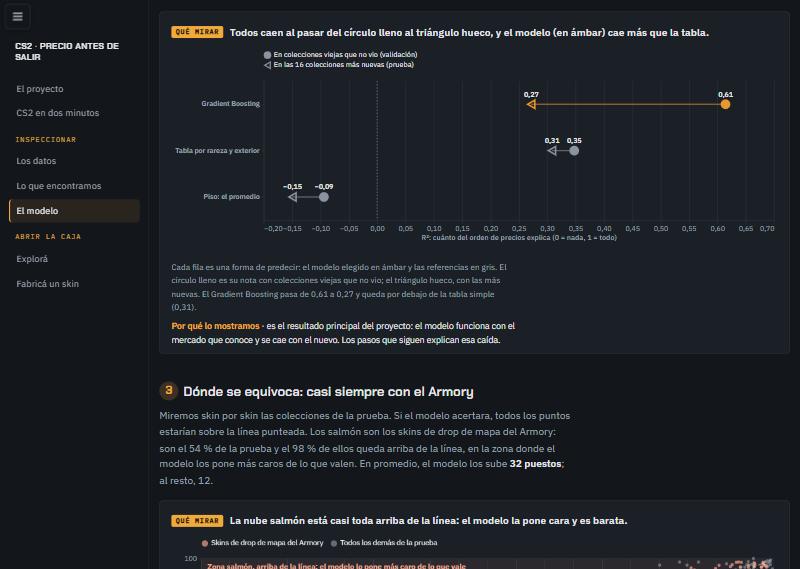 CS2 · PRECIO ANTES DE
SALIR
El proyecto
CS2 en dos minutos
INSPECCIONAR
Los datos
Lo que encontramos
El modelo
ABRIR LA CAJA
Explorá
Fabricá un skin
QUÉ MIRAR Todos caen al pasar del círculo lleno al triángulo hueco, y el modelo (en ámbar) cae más que la tabla.
En colecciones viejas que no vio (validación)
En las 16 colecciones más nuevas (prueba)
Gradient Boosting 0,27 0,61
Tabla por rareza y exterior 0,31 0,35
Piso: el promedio −0,15 −0,09
−0,20 −0,15 −0,10 −0,05 0,00 0,05 0,10 0,15 0,20 0,25 0,30 0,35 0,40 0,45 0,50 0,55 0,60 0,65 0,70
R²: cuánto del orden de precios explica (0 = nada, 1 = todo)
Cada fila es una forma de predecir: el modelo elegido en ámbar y las referencias en gris. El
círculo lleno es su nota con colecciones viejas que no vio; el triángulo hueco, con las más
nuevas. El Gradient Boosting pasa de 0,61 a 0,27 y queda por debajo de la tabla simple
(0,31).
Por qué lo mostramos · es el resultado principal del proyecto: el modelo funciona con el
mercado que conoce y se cae con el nuevo. Los pasos que siguen explican esa caída.
3 Dónde se equivoca: casi siempre con el Armory
Miremos skin por skin las colecciones de la prueba. Si el modelo acertara, todos los puntos
estarían sobre la línea punteada. Los salmón son los skins de drop de mapa del Armory:
son el 54 % de la prueba y el 98 % de ellos queda arriba de la línea, en la zona donde el
modelo los pone más caros de lo que valen. En promedio, el modelo los sube 32 puestos;
al resto, 12.
QUÉ MIRAR La nube salmón está casi toda arriba de la línea: el modelo la pone cara y es barata.
Skins de drop de mapa del Armory Todos los demás de la prueba
100
Zona salmón, arriba de la línea: el modelo lo pone más caro de lo que vale